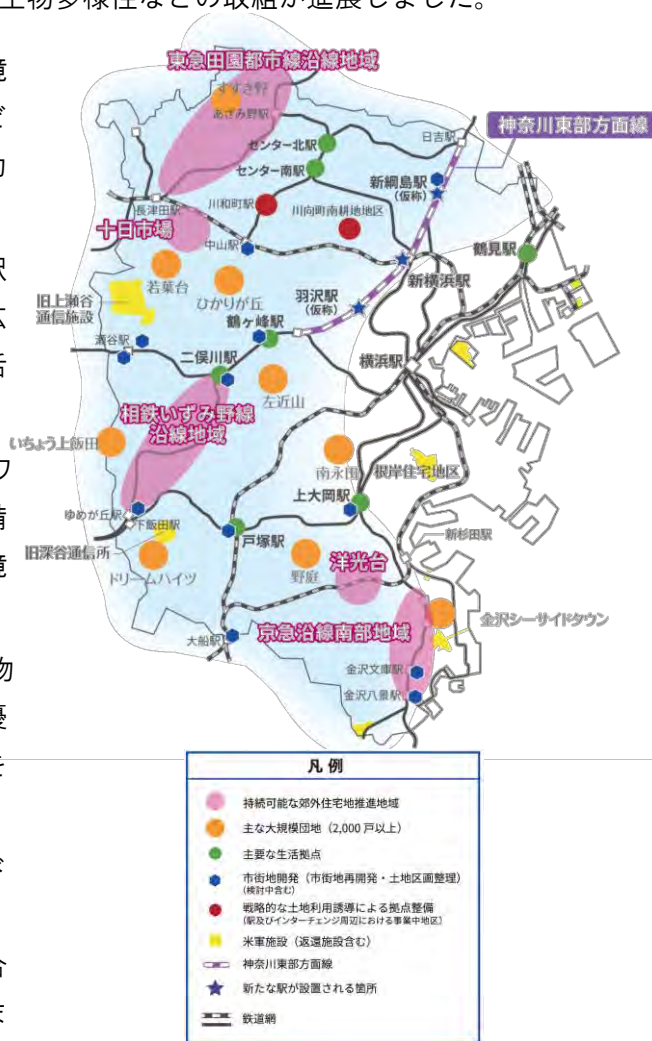 生物多様性などの取組が進展しました。
東急田園都市線沿線地域
すすき野
あざみ野駅
日吉駅
神奈川東部方面線
センター北駅
センター南駅
新綱島駅
(仮称)
長津田駅
川和町駅
川向町南耕地地区
十日市場
中山駅
鶴見駅
若葉台
ひかりが丘
新横浜駅
旧上瀬谷
通信施設
羽沢駅
(仮称)
鶴ヶ峰駅
瀬谷駅
二俣川駅
横浜駅
左近山
相鉄いずみ野線
沿線地域
いちょう上飯田
南永田
根岸住宅地区
上大岡駅
ゆめが丘駅
下飯田駅
戸塚駅
新杉田駅
旧深谷通信所
洋光台
ドリームハイツ
野庭
金沢シーサイドタウン
大船駅
京急沿線南部地域
金沢文庫駅
金沢八景駅
凡例
持続可能な郊外住宅地推進地域
主な大規模団地(2,000戸以上)
主要な生活拠点
市街地開発(市街地再開発・土地区画整理)
(検討中含む)
戦略的な土地利用誘導による拠点整備
(駅及びインターチェンジ周辺における事業中地区)
米軍施設(返還施設含む)
神奈川東部方面線
新たな駅が設置される箇所
鉄道網